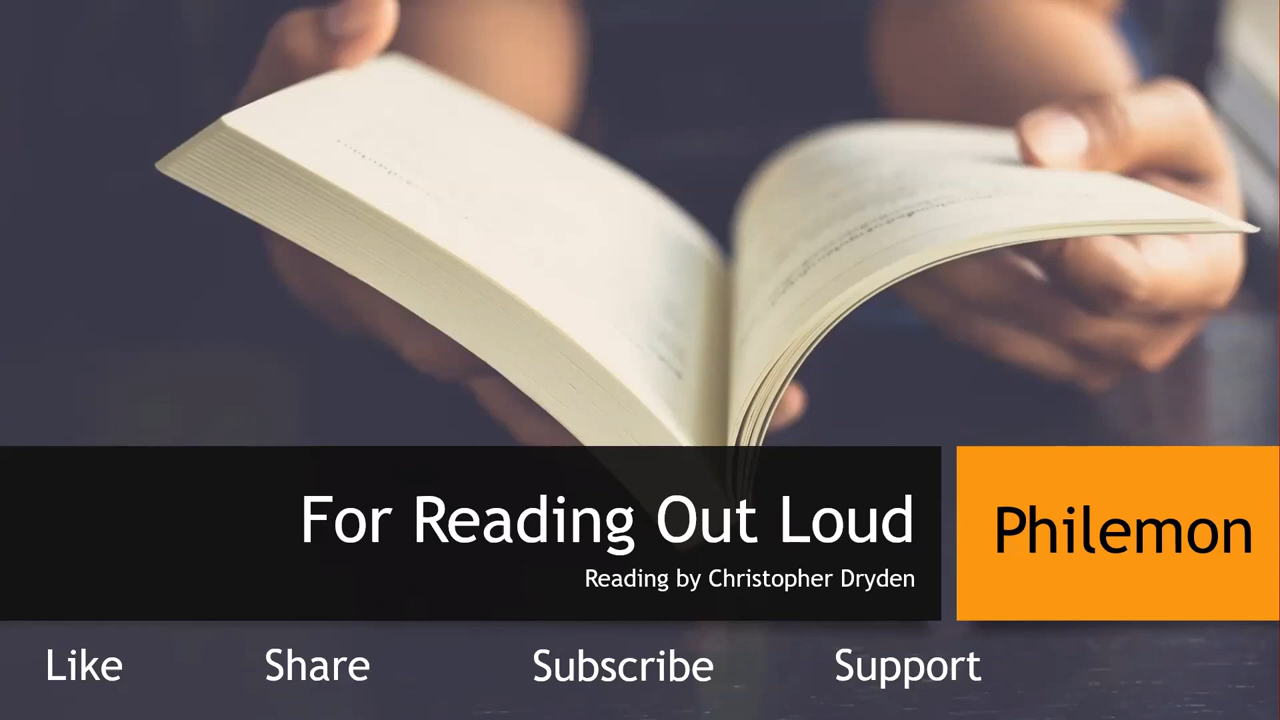 For Reading Out Loud
Reading by Christopher Dryden
Philemon
Like Share Subscribe Support